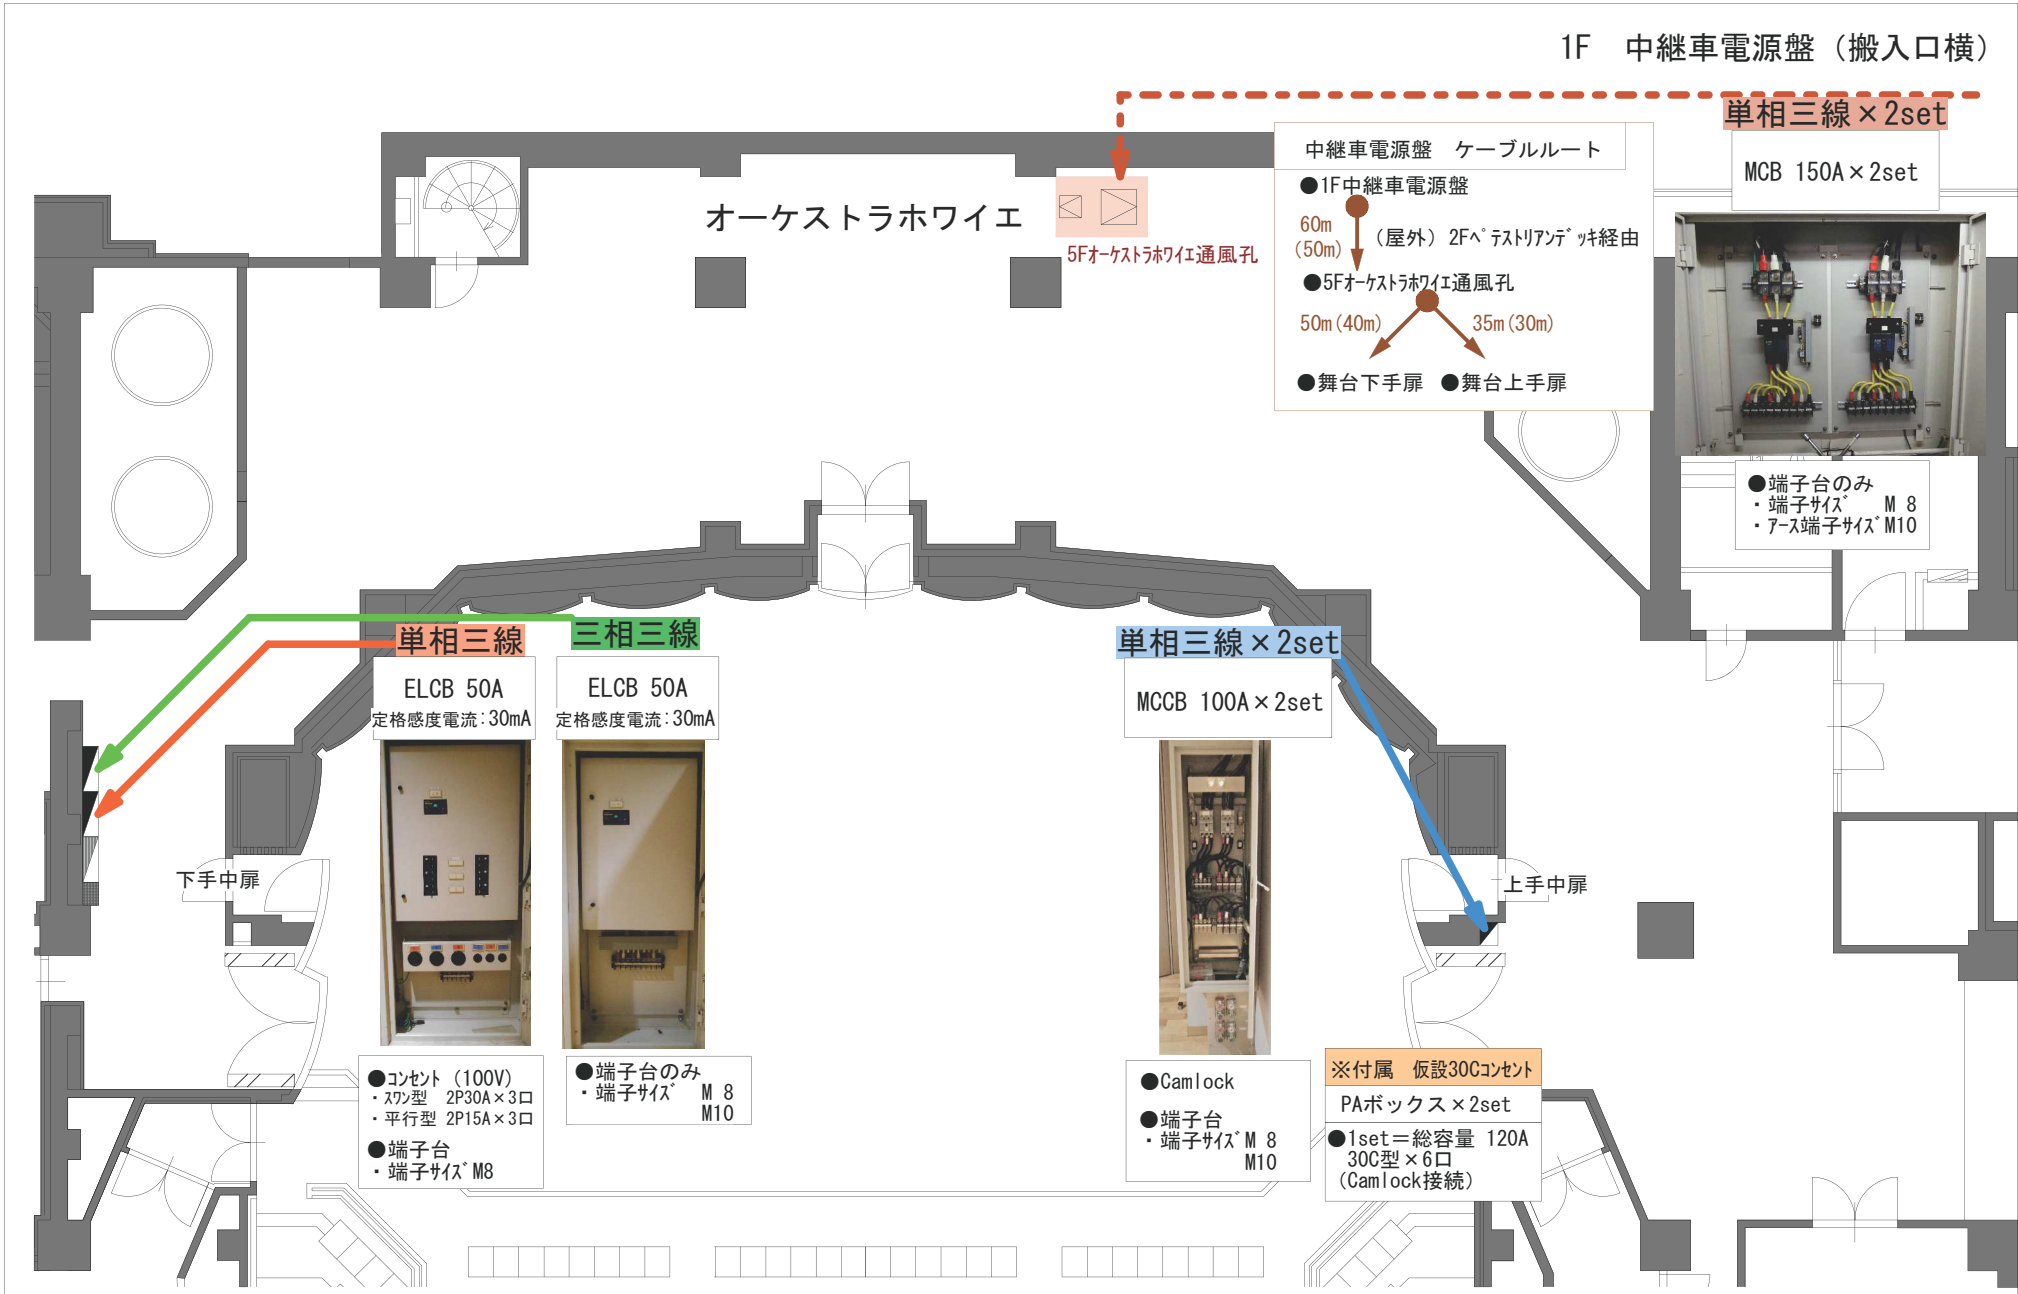 1F　中継車電源盤（搬入口横）
単相三線×2set
MCB 150A×2set
中継車電源盤　ケーブルルート
●1F中継車電源盤
60m
(50m)
（屋外）2Fﾍﾟﾃﾞｽﾄﾘｱﾝﾃﾞｯｷ経由
●5Fｵｰｹｽﾄﾗﾎﾜｲｴ通風孔
50m(40m)
35m(30m)
●舞台下手扉
●舞台上手扉
オーケストラホワイエ
5Fｵｰｹｽﾄﾗﾎﾜｲｴ通風孔
●端子台のみ
・端子ｻｲｽﾞ　M 8
・ｱｰｽ端子ｻｲｽﾞM10
単相三線
ELCB 50A
定格感度電流:30mA
三相三線
ELCB 50A
定格感度電流:30mA
単相三線×2set
MCCB 100A×2set
下手中扉
上手中扉
●ｺﾝｾﾝﾄ（100V）
・ｽﾜﾝ型　2P30A×3口
・平行型 2P15A×3口
●端子台
・端子ｻｲｽﾞM8
●端子台のみ
・端子ｻｲｽﾞ　M 8
M10
●Camlock
●端子台
・端子ｻｲｽﾞM 8
M10
※付属　仮設30Cｺﾝｾﾝﾄ
PAボックス×2set
●1set＝総容量 120A
30C型×6口
（Camlock接続）